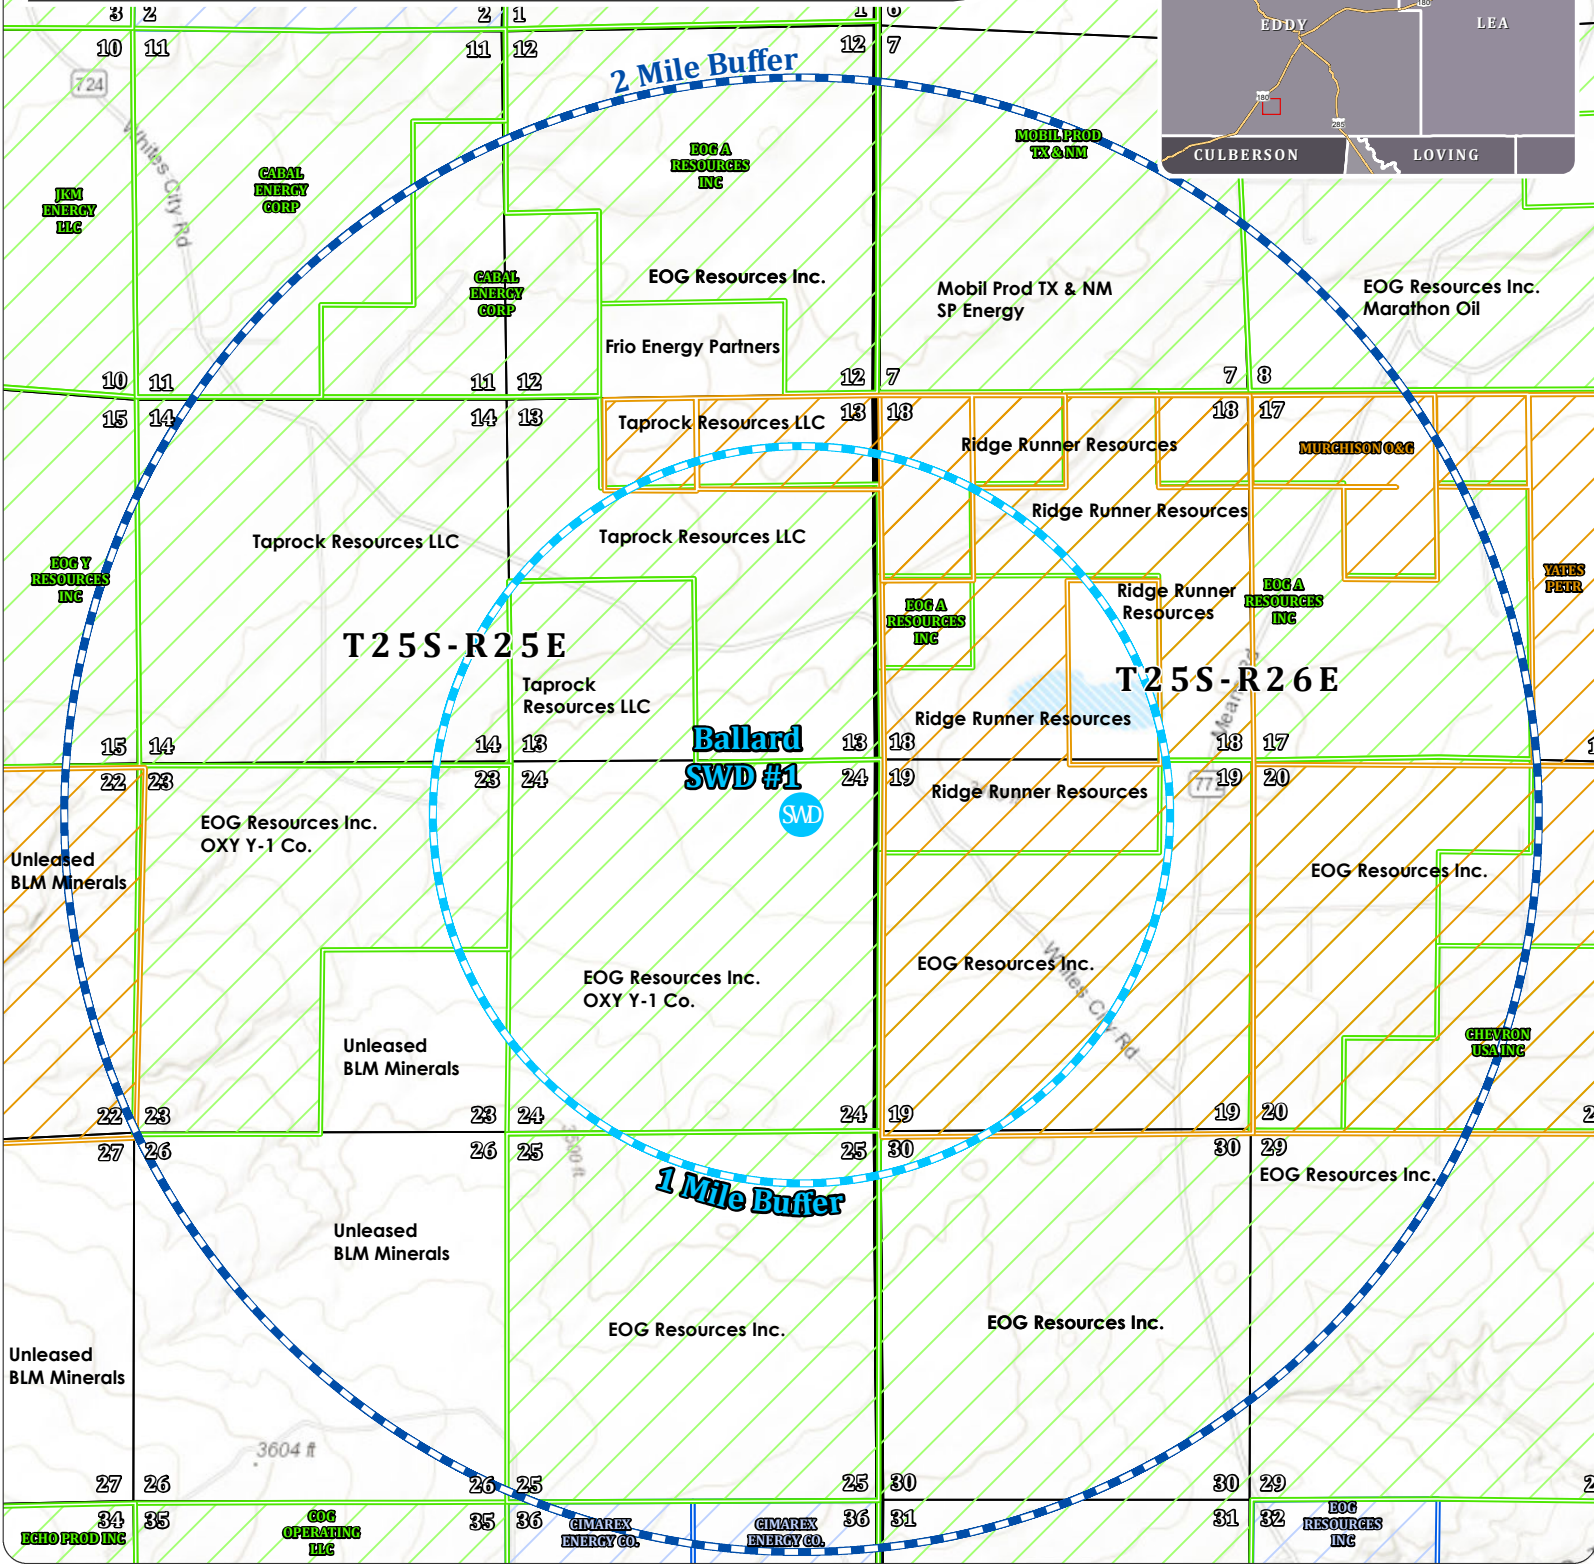 3 2
2 1
1 6
10 11
11 12
12 7
724
Whites City Rd
2 Mile Buffer
EDDY
LEA
180
180
285
CULBERSON
LOVING
JKM
ENERGY
LLC
CABAL
ENERGY
CORP
EOG A
RESOURCES
INC
MOBIL PROD
TX & NM
CABAL
ENERGY
CORP
EOG Resources Inc.
Mobil Prod TX & NM
SP Energy
EOG Resources Inc.
Marathon Oil
Frio Energy Partners
10 11
11 12
12 7
7 8
15 14
14 13
13 18
18 17
Taprock Resources LLC
Ridge Runner Resources
MURCHISON O&G
Ridge Runner Resources
Taprock Resources LLC
Taprock Resources LLC
EOG Y
RESOURCES
INC
EOG A
RESOURCES
INC
Ridge Runner
Resources
EOG A
RESOURCES
INC
YATES
PETR
T25S-R25E
T25S-R26E
Taprock
Resources LLC
Ridge Runner Resources
Means Rd
Ballard
SWD #1
SWD
15 14
14 13
13 18
18 17
22 23
23 24
24 19
19 20
772
Ridge Runner Resources
EOG Resources Inc.
OXY Y-1 Co.
Unleased
BLM Minerals
EOG Resources Inc.
EOG Resources Inc.
OXY Y-1 Co.
EOG Resources Inc.
Whites City Rd
Unleased
BLM Minerals
CHEVRON
USA INC
22 23
23 24
24 19
19 20
2
27 26
26 25
25 30
30 29
3500 ft
1 Mile Buffer
EOG Resources Inc.
Unleased
BLM Minerals
EOG Resources Inc.
EOG Resources Inc.
Unleased
BLM Minerals
3604 ft
27 26
26 25
25 30
30 29
2
34 35
35 36
36 31
31 32
ECHO PROD INC
COG
OPERATING
LLC
CIMAREX
ENERGY CO.
CIMAREX
ENERGY CO.
EOG
RESOURCES
INC